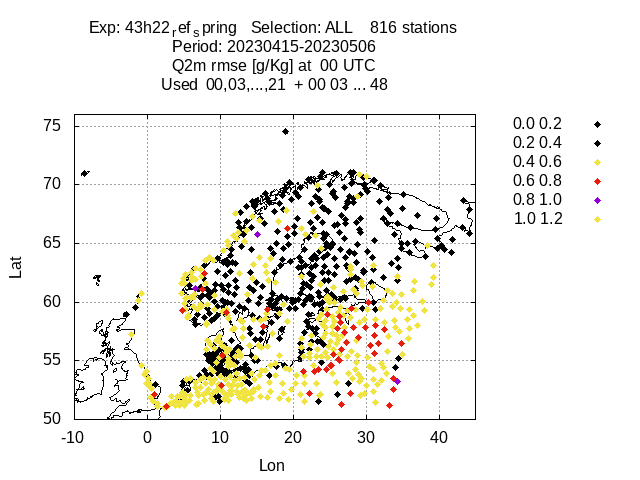 Exp: 43h22refspring   Selection: ALL    816 stations
Period: 20230415-20230506
Q2m rmse [g/Kg] at  00 UTC
Used  00,03,...,21  + 00 03 ... 48
75
70
65
60
55
50
Lat
-10 0 10 20 30 40
Lon
0.0 0.2
0.2 0.4
0.4 0.6
0.6 0.8
0.8 1.0
1.0 1.2